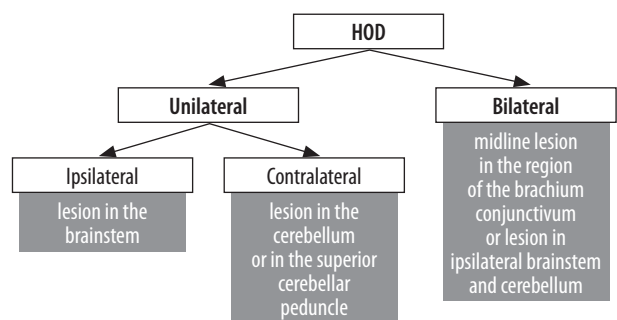 HOD
Unilateral
Bilateral
Ipsilateral
lesion in the
brainstem
Contralateral
lesion in the
cerebellum
or in the superior
cerebellar
peduncle
midline lesion
in the region
of the brachium
conjunctivum
or lesion in
ipsilateral brainstem
and cerebellum